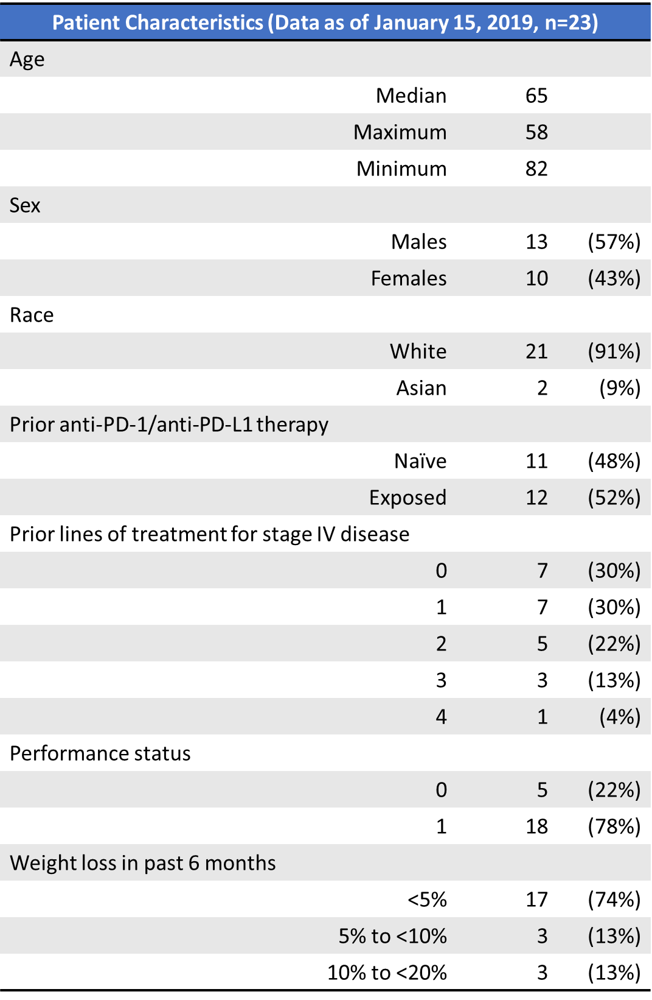 Patient Characteristics (Data as of January 15, 2019, n=23)
Age
Median 65
Maximum 58
Minimum 82
Sex
Males 13 (57%)
Females 10 (43%)
Race
White 21 (91%)
Asian 2 (9%)
Prior anti-PD-1/anti-PD-L1 therapy
Naïve 11 (48%)
Exposed 12 (52%)
Prior lines of treatment for stage IV disease
0 7 (30%)
1 7 (30%)
2 5 (22%)
3 3 (13%)
4 1 (4%)
Performance status
0 5 (22%)
1 18 (78%)
Weight loss in past 6 months
<5% 17 (74%)
5% to <10% 3 (13%)
10% to <20% 3 (13%)